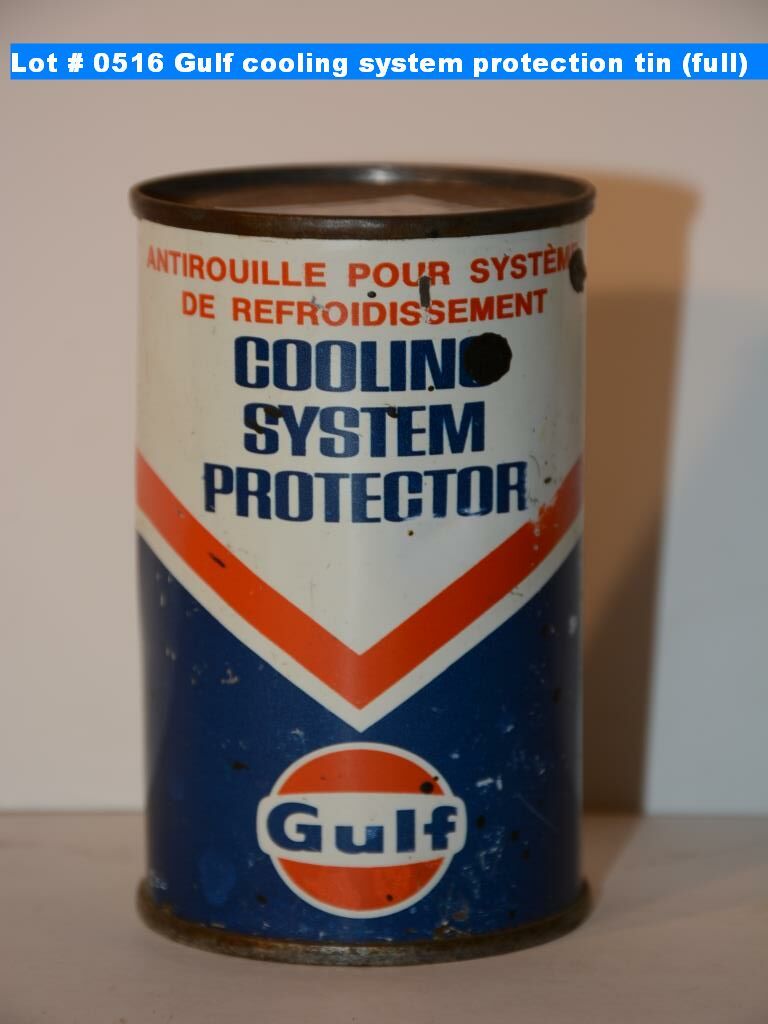 Lot # 0516 Gulf cooling system protection tin (full)
ANTIROUILLE POUR SYSTÈME
DE REFROIDISSEMENT
COOLING
SYSTEM
PROTECTOR
Gulf